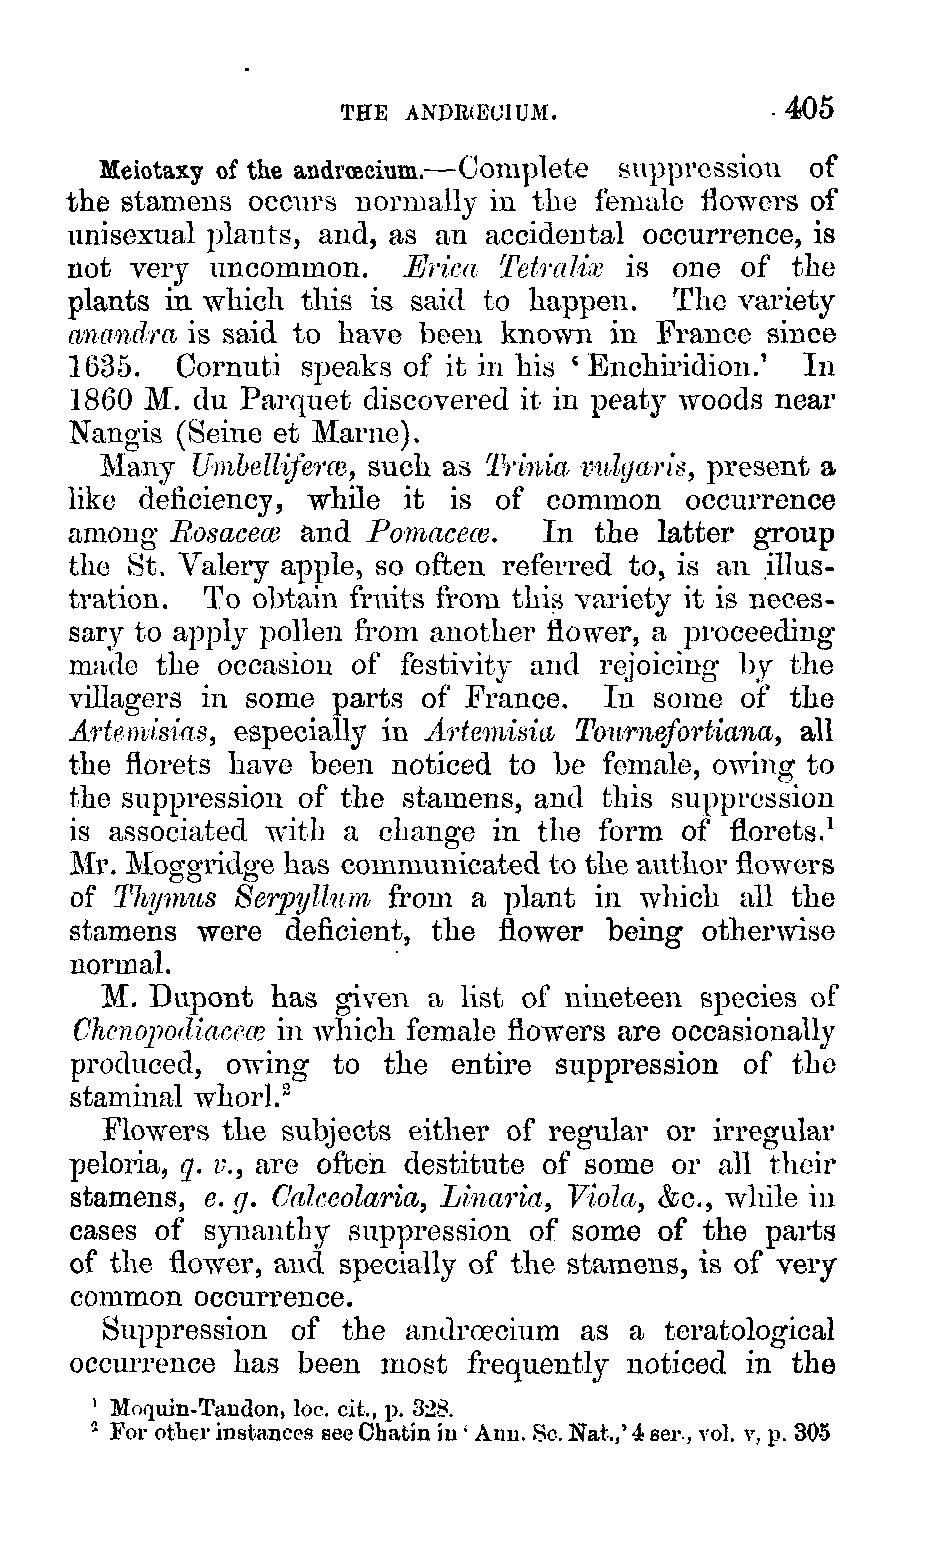 THE ANDRŒCIUM. 405
Meiotaxy of the andrœcium.—Complete suppression of
the stamens occurs normally in the female flowers of
unisexual plants, and, as an accidental occurrence, is
not very uncommon. Erica Tetralix is one of the
plants in which this is said to happen. The variety
anandra is said to have been known in France since
1635. Cornuti speaks of it in his ‘ Enchiridion.’ In
1860 M. du Parquet discovered it in peaty woods near
Nangis (Seine et Marne).
Many Umbelliferæ, such as Trinia vulgaris, present a
like deficiency, while it is of common occurrence
among Rosaceæ and Pomaceæ. In the latter group
the St. Valery apple, so often referred to, is an illus-
tration. To obtain fruits from this variety it is neces-
sary to apply pollen from another flower, a proceeding
made the occasion of festivity and rejoicing by the
villagers in some parts of France. In some of the
Artemisias, especially in Artemisia Tournefortiana, all
the florets have been noticed to be female, owing to
the suppression of the stamens, and this suppression
is associated with a change in the form of florets.¹
Mr. Moggridge has communicated to the author flowers
of Thymus Serpyllum from a plant in which all the
stamens were deficient, the flower being otherwise
normal.
M. Dupont has given a list of nineteen species of
Chenopodiaceæ in which female flowers are occasionally
produced, owing to the entire suppression of the
staminal whorl.²
Flowers the subjects either of regular or irregular
peloria, q. v., are often destitute of some or all their
stamens, e. g. Calceolaria, Linaria, Viola, &c., while in
cases of synanthy suppression of some of the parts
of the flower, and specially of the stamens, is of very
common occurrence.
Suppression of the andrœcium as a teratological
occurrence has been most frequently noticed in the
¹ Moquin-Tandon, loc. cit., p. 328.
² For other instances see Chatin in ‘ Ann. Sc. Nat.,’ 4 ser., vol. v, p. 305